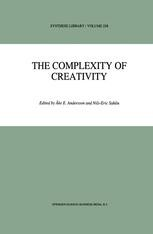 SYNTHESE LIBRARY / VOLUME 258
THE COMPLEXITY OF
CREATIVITY
Edited by Åke E. Andersson and Nils-Eric Sahlin
SPRINGER-SCIENCE+BUSINESS MEDIA, B.V.